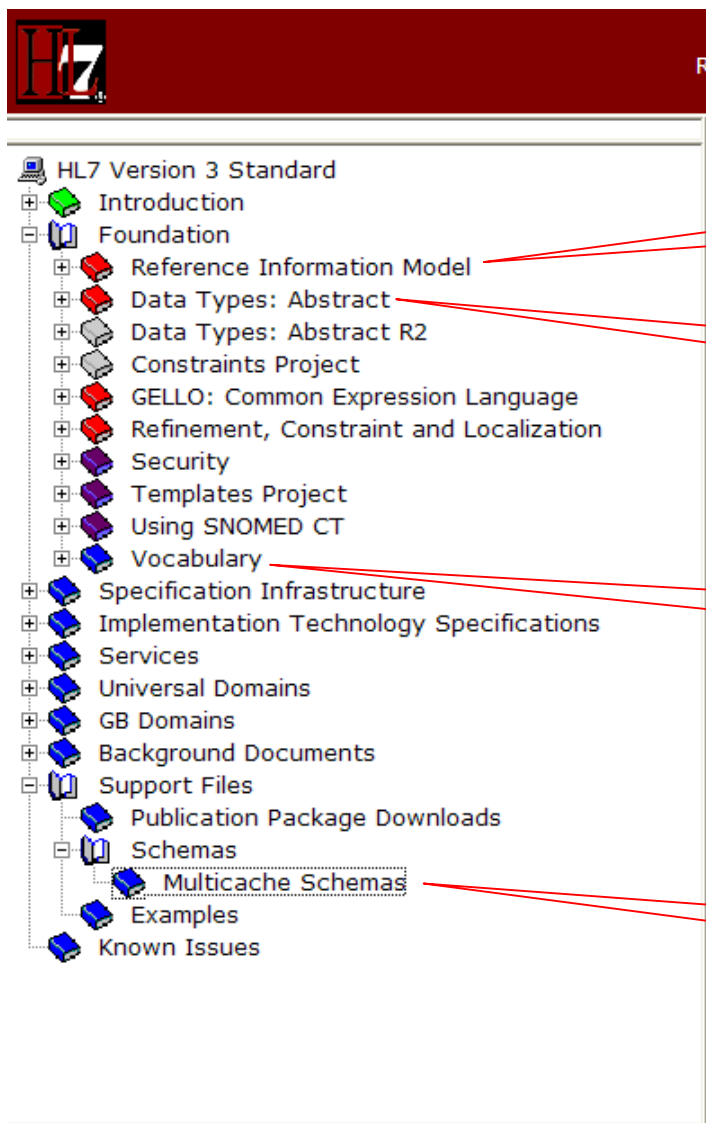 HL7
R
HL7 Version 3 Standard
Introduction
Foundation
Reference Information Model
Data Types: Abstract
Data Types: Abstract R2
Constraints Project
GELLO: Common Expression Language
Refinement, Constraint and Localization
Security
Templates Project
Using SNOMED CT
Vocabulary
Specification Infrastructure
Implementation Technology Specifications
Services
Universal Domains
GB Domains
Background Documents
Support Files
Publication Package Downloads
Schemas
Multicache Schemas
Examples
Known Issues